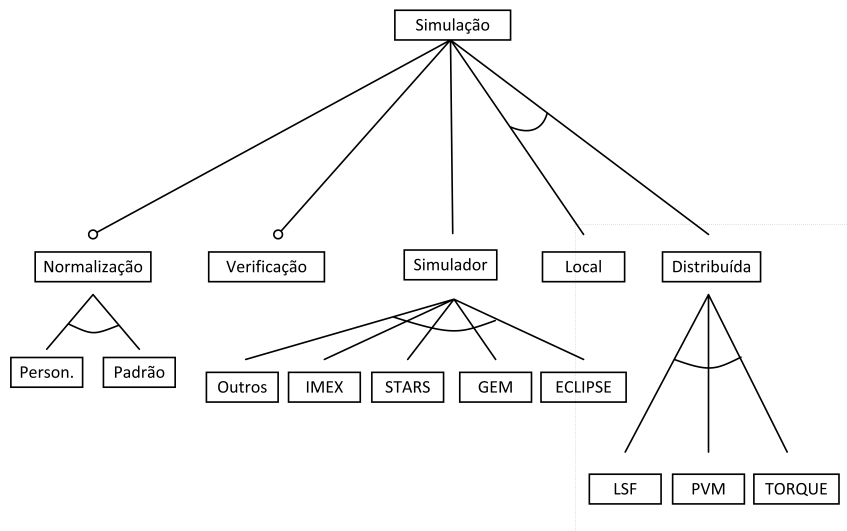 Simulação
Normalização
Verificação
Simulador
Local
Distribuída
Person.
Padrão
Outros
IMEX
STARS
GEM
ECLIPSE
LSF
PVM
TORQUE